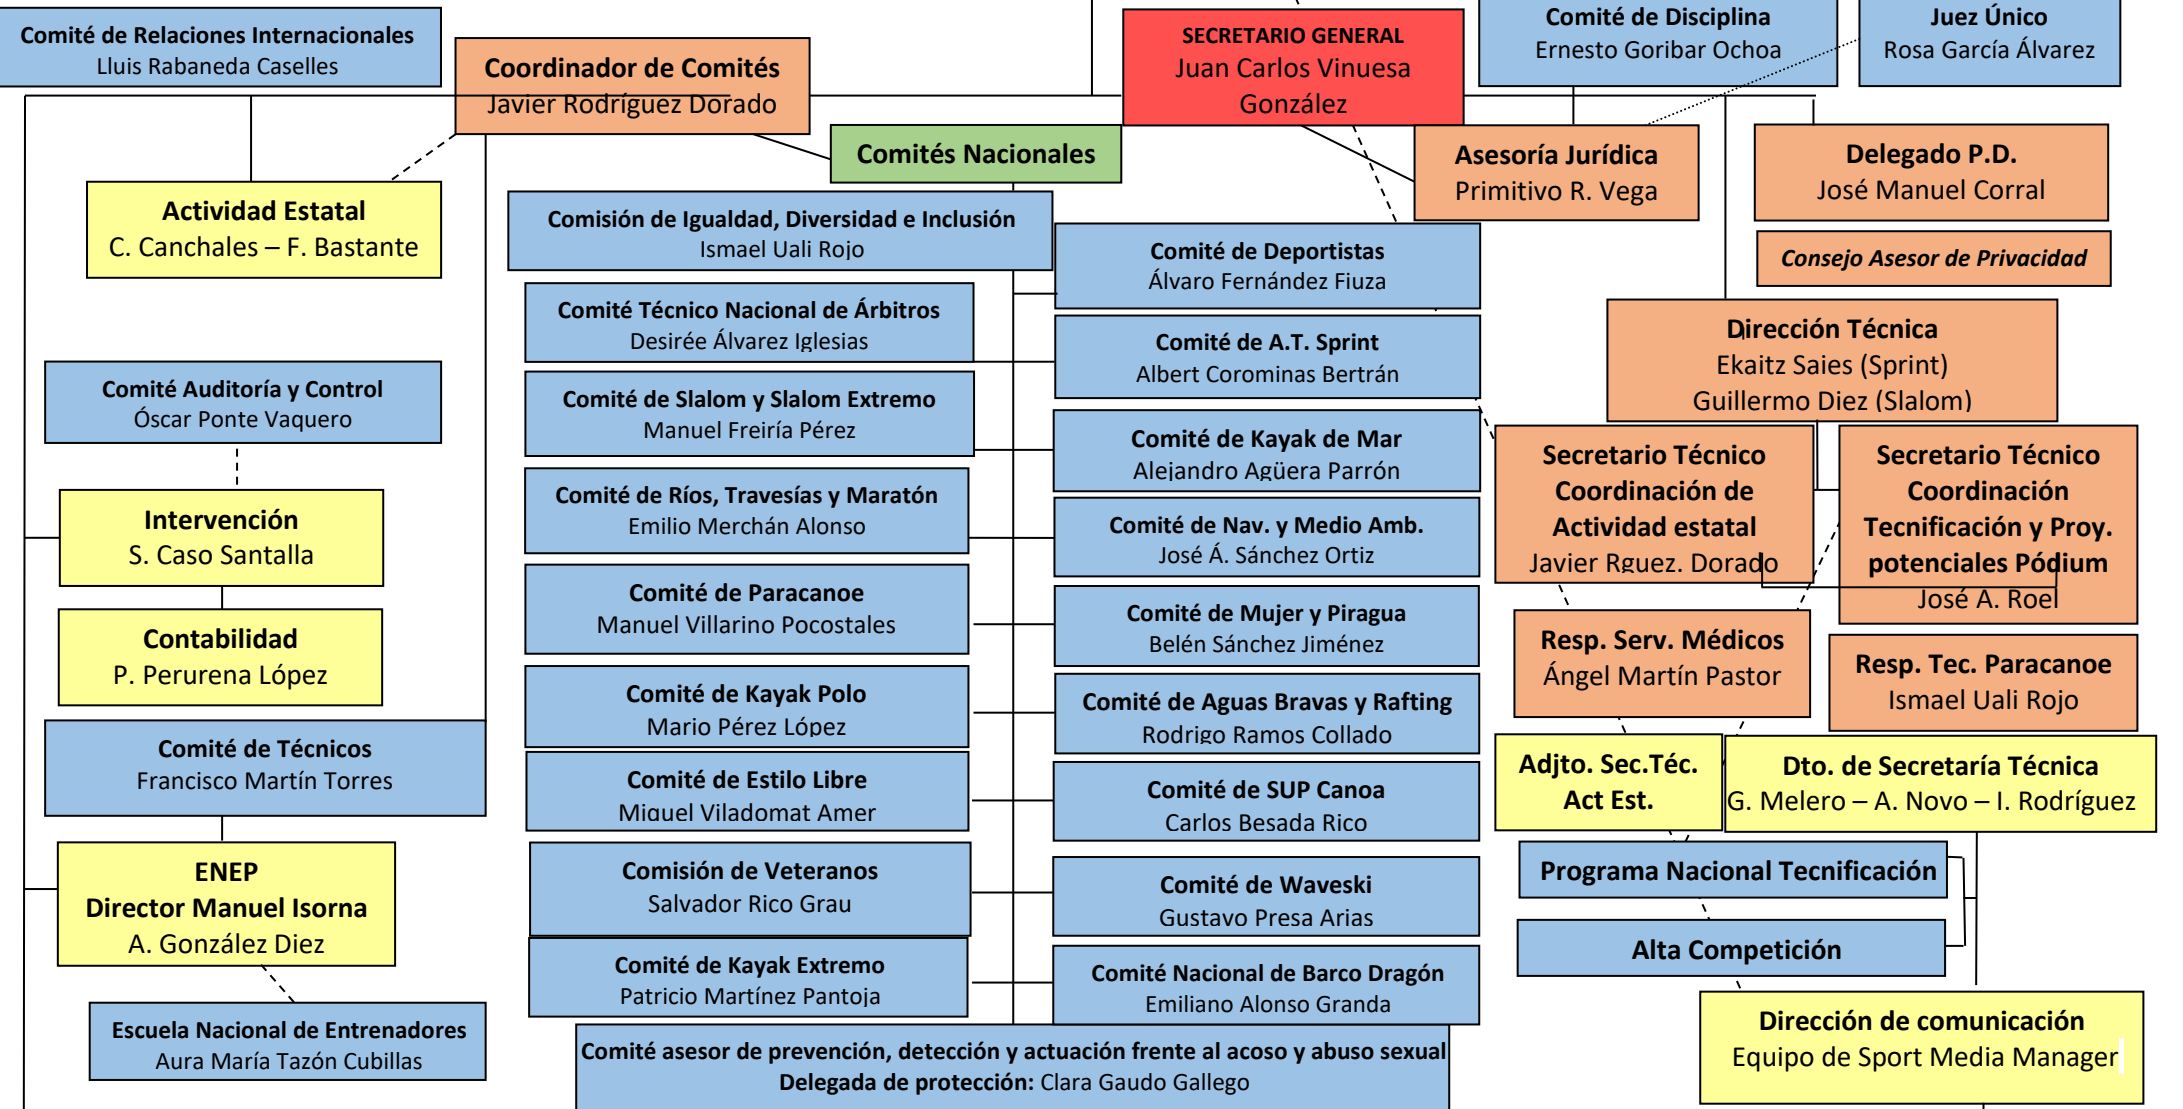 Comité de Relaciones Internacionales
Lluis Rabaneda Caselles
Coordinador de Comités
Javier Rodríguez Dorado
SECRETARIO GENERAL
Juan Carlos Vinuesa
González
Comité de Disciplina
Ernesto Goribar Ochoa
Juez Único
Rosa García Álvarez
Comités Nacionales
Asesoría Jurídica
Primitivo R. Vega
Delegado P.D.
José Manuel Corral
Consejo Asesor de Privacidad
Actividad Estatal
C. Canchales – F. Bastante
Comisión de Igualdad, Diversidad e Inclusión
Ismael Uali Rojo
Comité de Deportistas
Álvaro Fernández Fiuza
Comité Técnico Nacional de Árbitros
Desirée Álvarez Iglesias
Comité de A.T. Sprint
Albert Corominas Bertrán
Dirección Técnica
Ekaitz Saies (Sprint)
Guillermo Diez (Slalom)
Comité Auditoría y Control
Óscar Ponte Vaquero
Comité de Slalom y Slalom Extremo
Manuel Freiría Pérez
Comité de Kayak de Mar
Alejandro Agüera Parrón
Secretario Técnico
Coordinación de
Actividad estatal
Javier Rguez. Dorado
Secretario Técnico
Coordinación
Tecnificación y Proy.
potenciales Pódium
José A. Roel
Intervención
S. Caso Santalla
Comité de Ríos, Travesías y Maratón
Emilio Merchán Alonso
Comité de Nav. y Medio Amb.
José Á. Sánchez Ortiz
Contabilidad
P. Perurena López
Comité de Paracanoe
Manuel Villarino Pocostales
Comité de Mujer y Piragua
Belén Sánchez Jiménez
Resp. Serv. Médicos
Ángel Martín Pastor
Resp. Tec. Paracanoe
Ismael Uali Rojo
Comité de Técnicos
Francisco Martín Torres
Comité de Kayak Polo
Mario Pérez López
Comité de Aguas Bravas y Rafting
Rodrigo Ramos Collado
Adjto. Sec.Téc.
Act Est.
Dto. de Secretaría Técnica
G. Melero – A. Novo – I. Rodríguez
Comité de Estilo Libre
Miguel Viladomat Amer
Comité de SUP Canoa
Carlos Besada Rico
ENEP
Director Manuel Isorna
A. González Diez
Comisión de Veteranos
Salvador Rico Grau
Comité de Waveski
Gustavo Presa Arias
Programa Nacional Tecnificación
Alta Competición
Comité de Kayak Extremo
Patricio Martínez Pantoja
Comité Nacional de Barco Dragón
Emiliano Alonso Granda
Escuela Nacional de Entrenadores
Aura María Tazón Cubillas
Comité asesor de prevención, detección y actuación frente al acoso y abuso sexual
Delegada de protección: Clara Gaudo Gallego
Dirección de comunicación
Equipo de Sport Media Manager